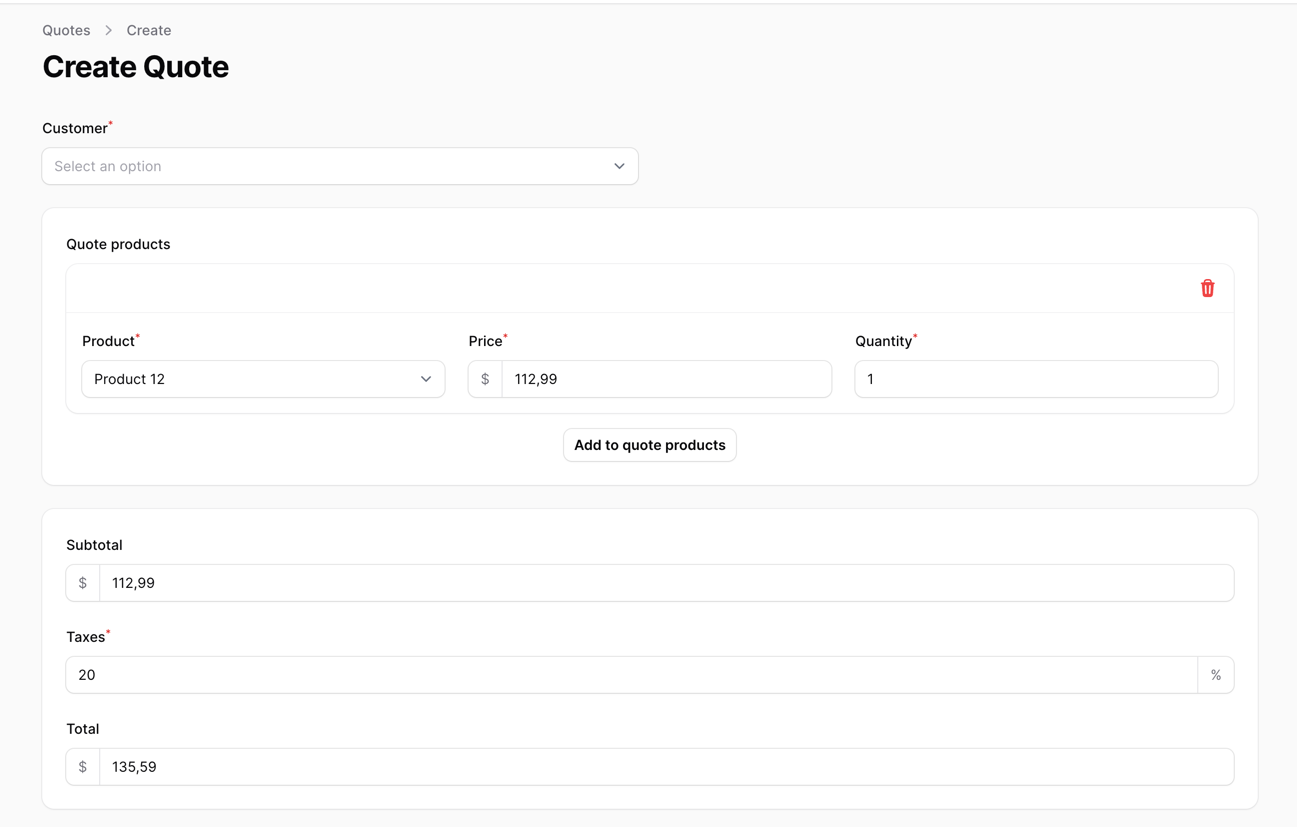 Quotes > Create
Create Quote
Customer*
Select an option
Quote products
Product* Price* Quantity*
Product 12 $ 112,99 1
Add to quote products
Subtotal
$ 112,99
Taxes*
20 %
Total
$ 135,59